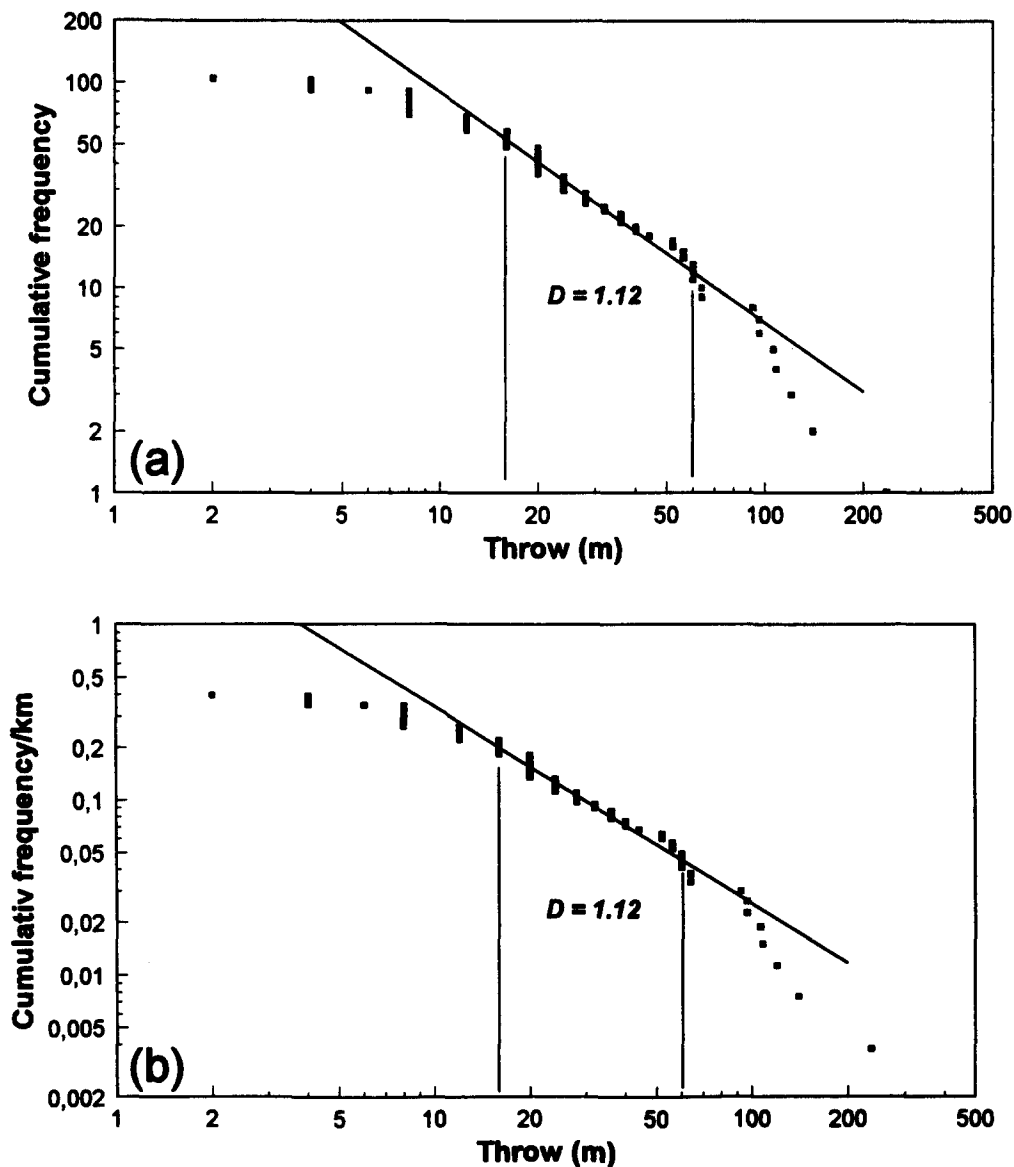 200
100
50
20
10
5
2
1
Cumulative frequency
D = 1.12
(a)
1 2 5 10 20 50 100 200 500
Throw (m)
1
0,5
0,2
0,1
0,05
0,02
0,01
0,005
0,002
Cumulativ frequency/km
D = 1.12
(b)
1 2 5 10 20 50 100 200 500
Throw (m)